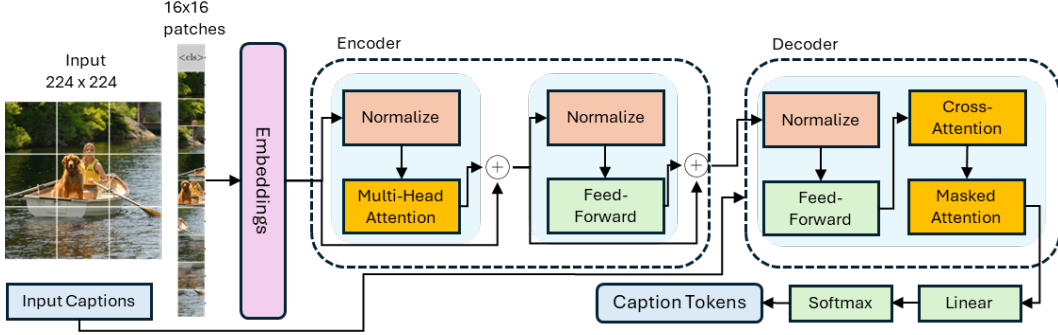 16x16
patches
Input
224 x 224
<cls>
Embeddings
Encoder
Normalize
Multi-Head
Attention
+
Normalize
Feed-
Forward
+
Decoder
Normalize
Feed-
Forward
Cross-
Attention
Masked
Attention
Input Captions
Caption Tokens
Softmax
Linear